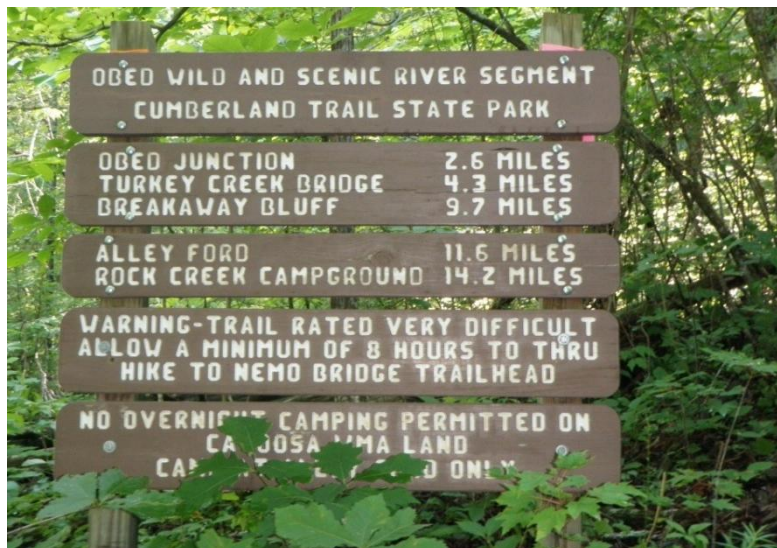 OBED WILD AND SCENIC RIVER SEGMENT
CUMBERLAND TRAIL STATE PARK
OBED JUNCTION 2.6 MILES
TURKEY CREEK BRIDGE 4.3 MILES
BREAKAWAY BLUFF 9.7 MILES
ALLEY FORD 11.6 MILES
ROCK CREEK CAMPGROUND 14.2 MILES
WARNING-TRAIL RATED VERY DIFFICULT
ALLOW A MINIMUM OF 8 HOURS TO THRU
HIKE TO NEMO BRIDGE TRAILHEAD
NO OVERNIGHT CAMPING PERMITTED ON
CATOOSA WMA LAND
ONLY